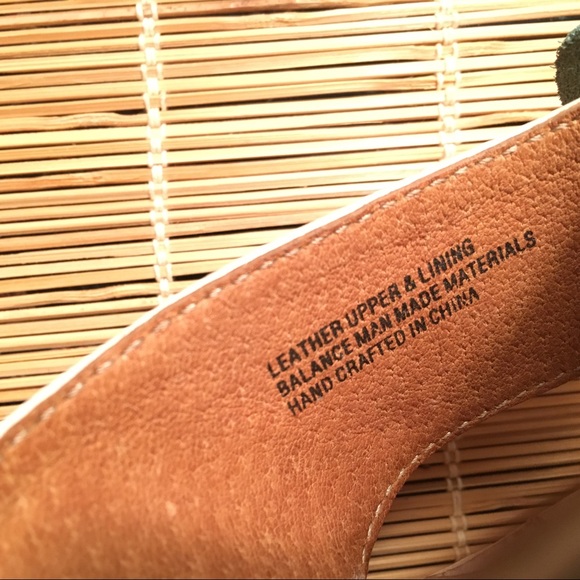 LEATHER UPPER & LINING
BALANCE MAN MADE MATERIALS
HAND CRAFTED IN CHINA